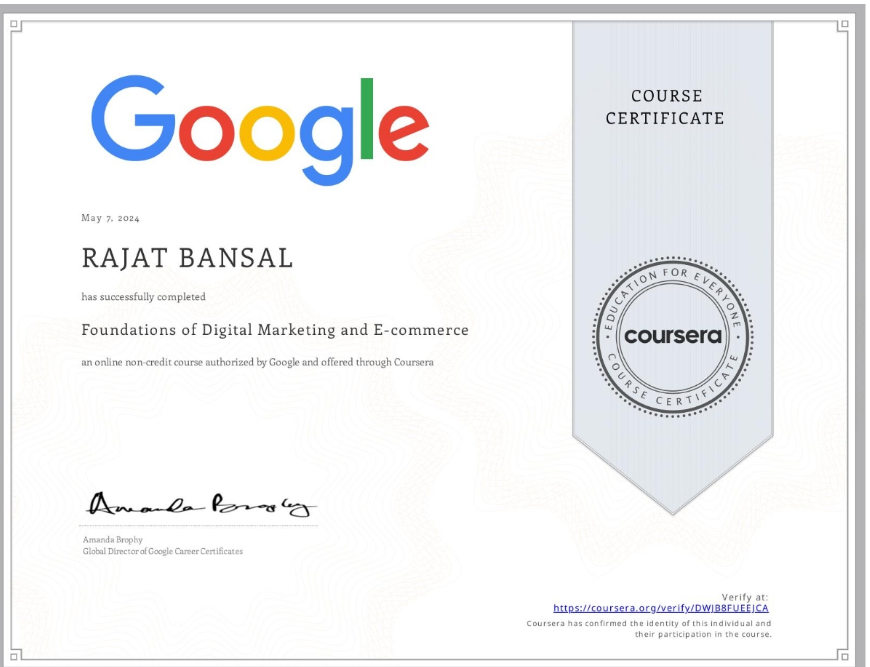 Google
COURSE
CERTIFICATE
May 7, 2024
RAJAT BANSAL
has successfully completed
Foundations of Digital Marketing and E-commerce
an online non-credit course authorized by Google and offered through Coursera
EDUCATION FOR EVERYONE
coursera
COURSE CERTIFICATE
Amanda Brophy
Amanda Brophy
Global Director of Google Career Certificates
Verify at:
https://coursera.org/verify/DWJB8FUEEJCA
Coursera has confirmed the identity of this individual and
their participation in the course.